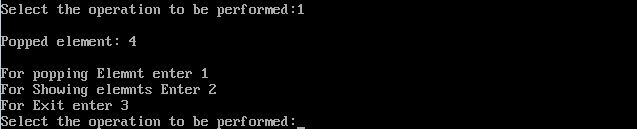 Select the operation to be performed:1
Popped element: 4
For popping Elemnt enter 1
For Showing elemnts Enter 2
For Exit enter 3
Select the operation to be performed:_